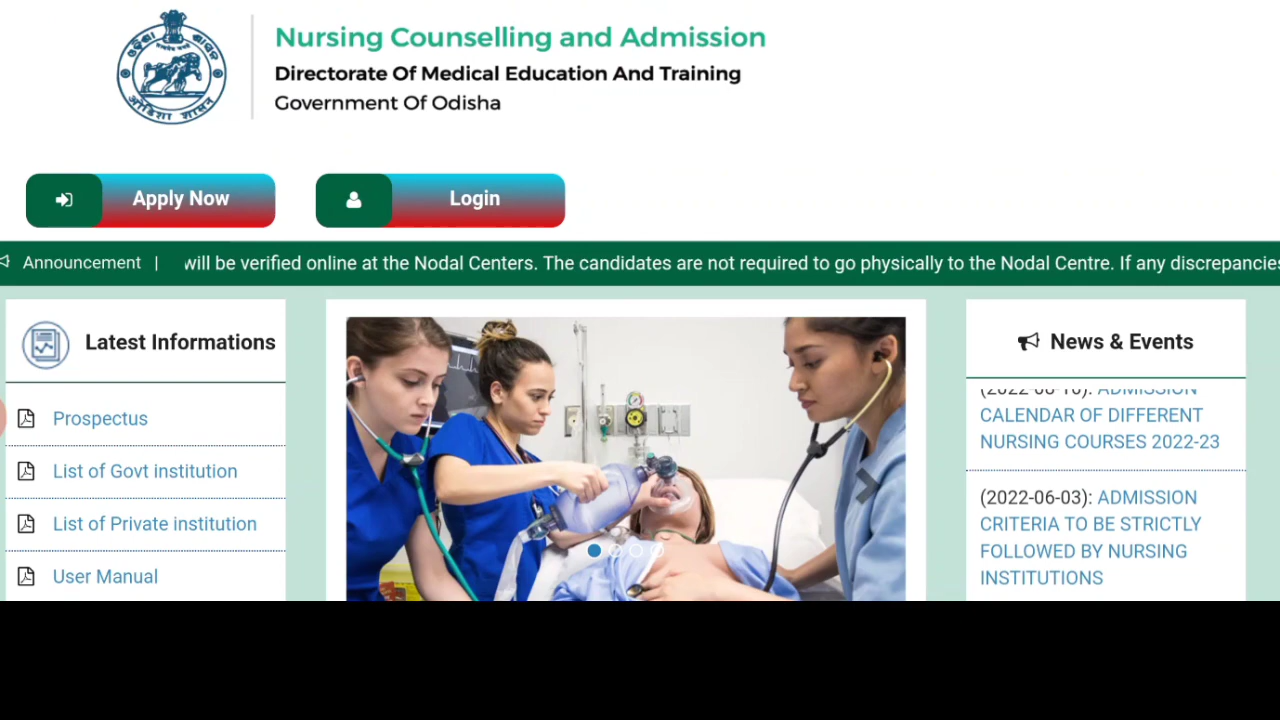 Nursing Counselling and Admission
Directorate Of Medical Education And Training
Government Of Odisha
Apply Now
Login
Announcement | will be verified online at the Nodal Centers. The candidates are not required to go physically to the Nodal Centre. If any discrepancies
Latest Informations
Prospectus
List of Govt institution
List of Private institution
User Manual
News & Events
ADMISSION
CALENDAR OF DIFFERENT
NURSING COURSES 2022-23
(2022-06-03): ADMISSION
CRITERIA TO BE STRICTLY
FOLLOWED BY NURSING
INSTITUTIONS